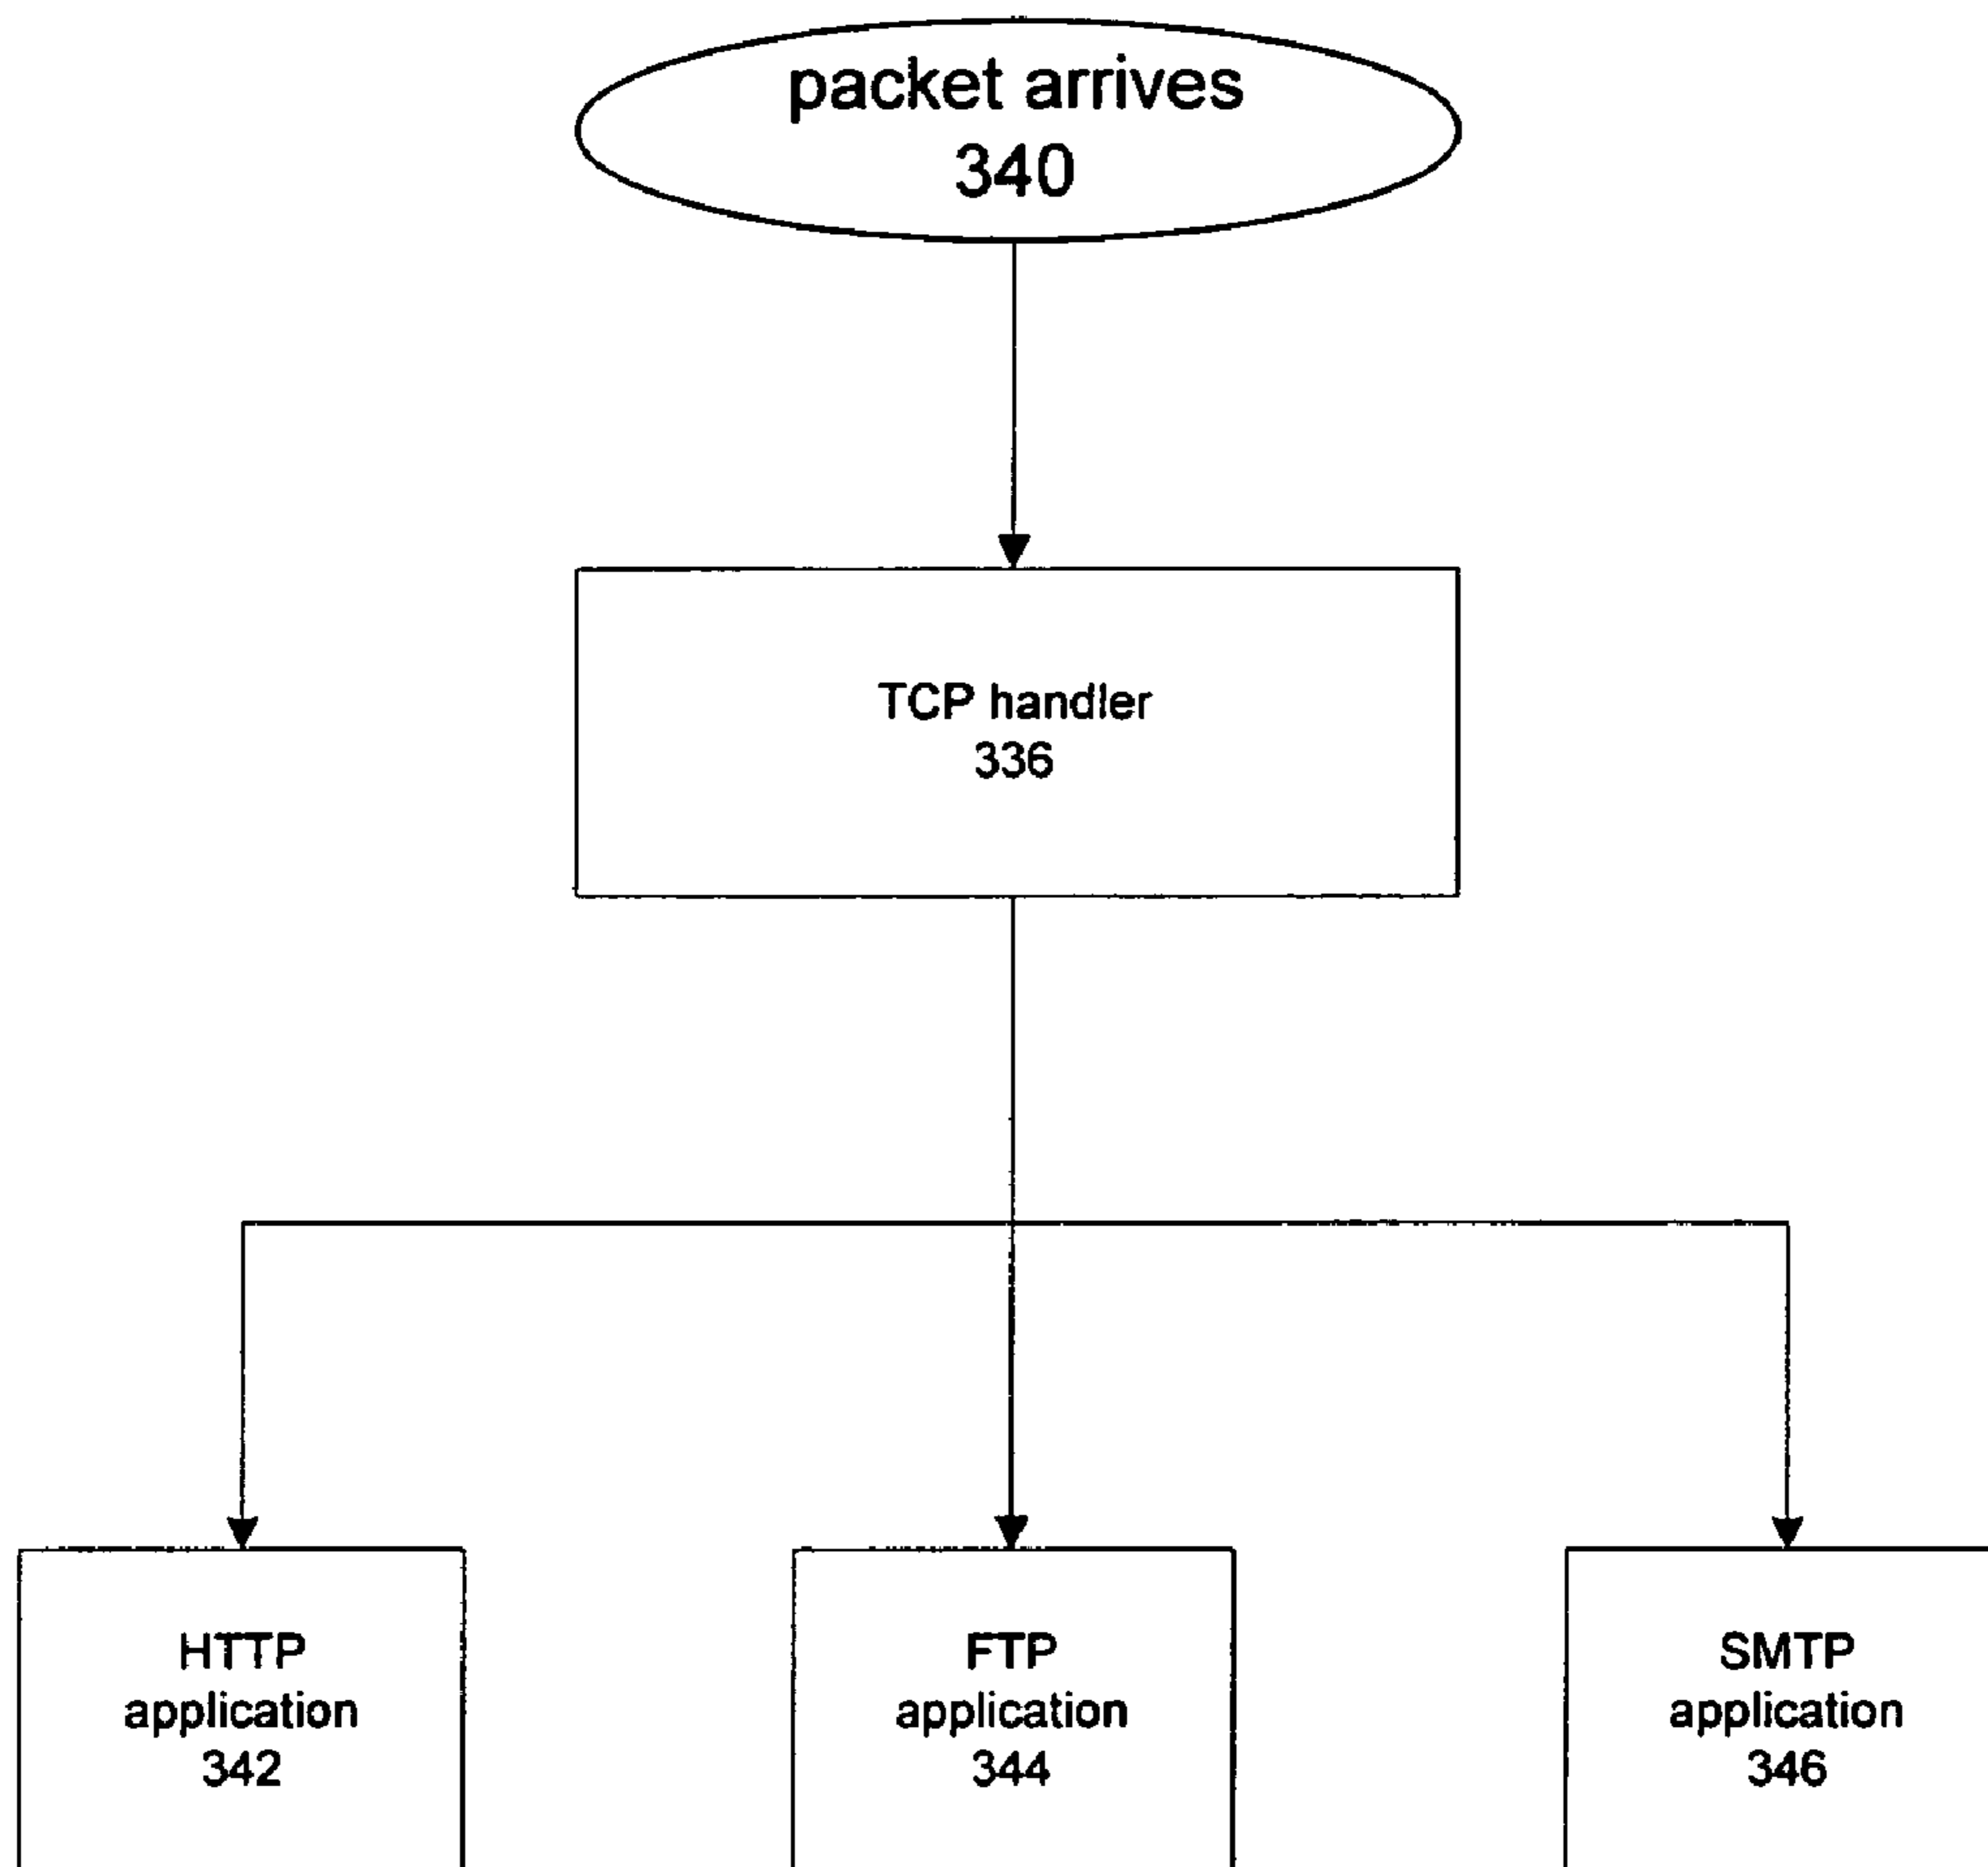 packet arrives
340
TCP handler
336
HTTP
application
342
FTP
application
344
SMTP
application
346